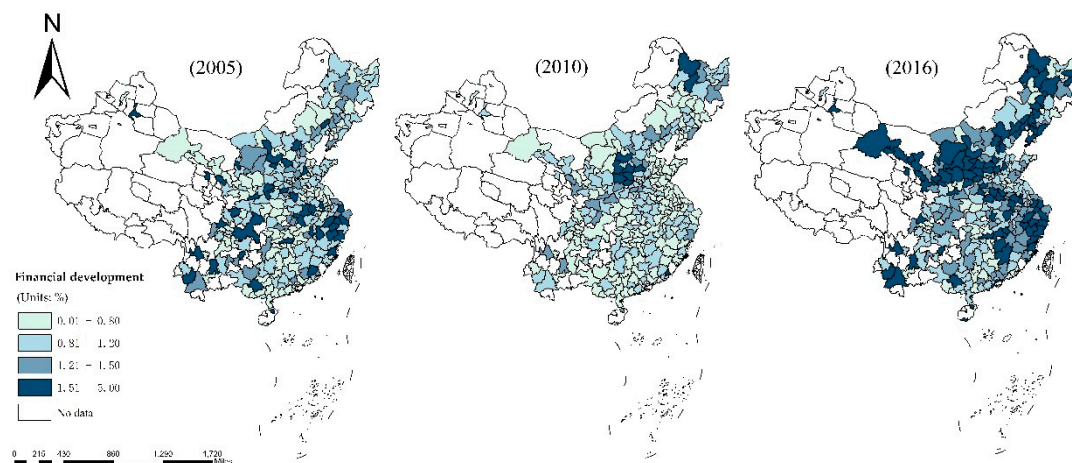 N
(2005)
(2010)
(2016)
Financial development
(Units: %)
0.01 - 0.80
0.81 - 1.20
1.21 - 1.50
1.51 - 5.00
No data
0 215 430 860 1,290 1,720
Miles